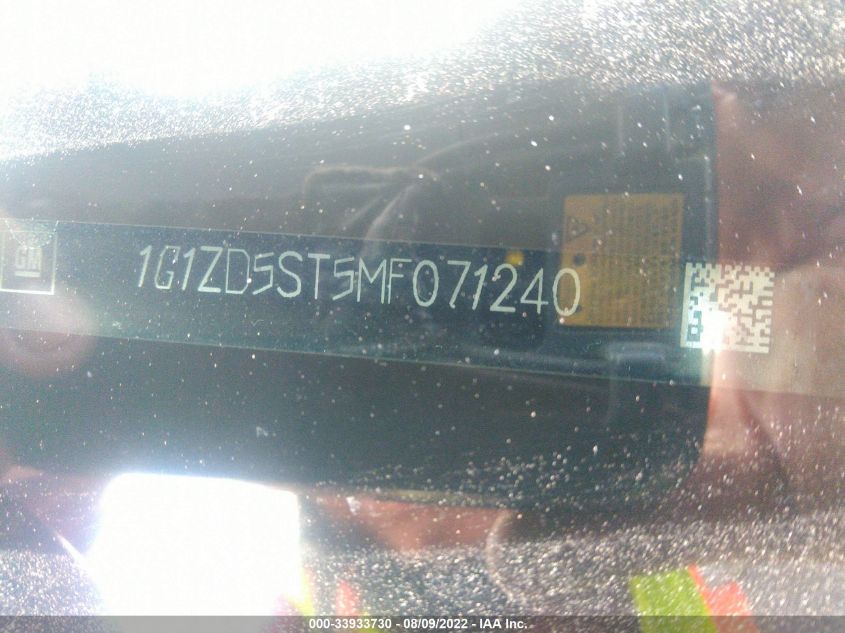 GM
1G1ZD5ST5MF071240
000-33933730 - 08/09/2022 - IAA Inc.